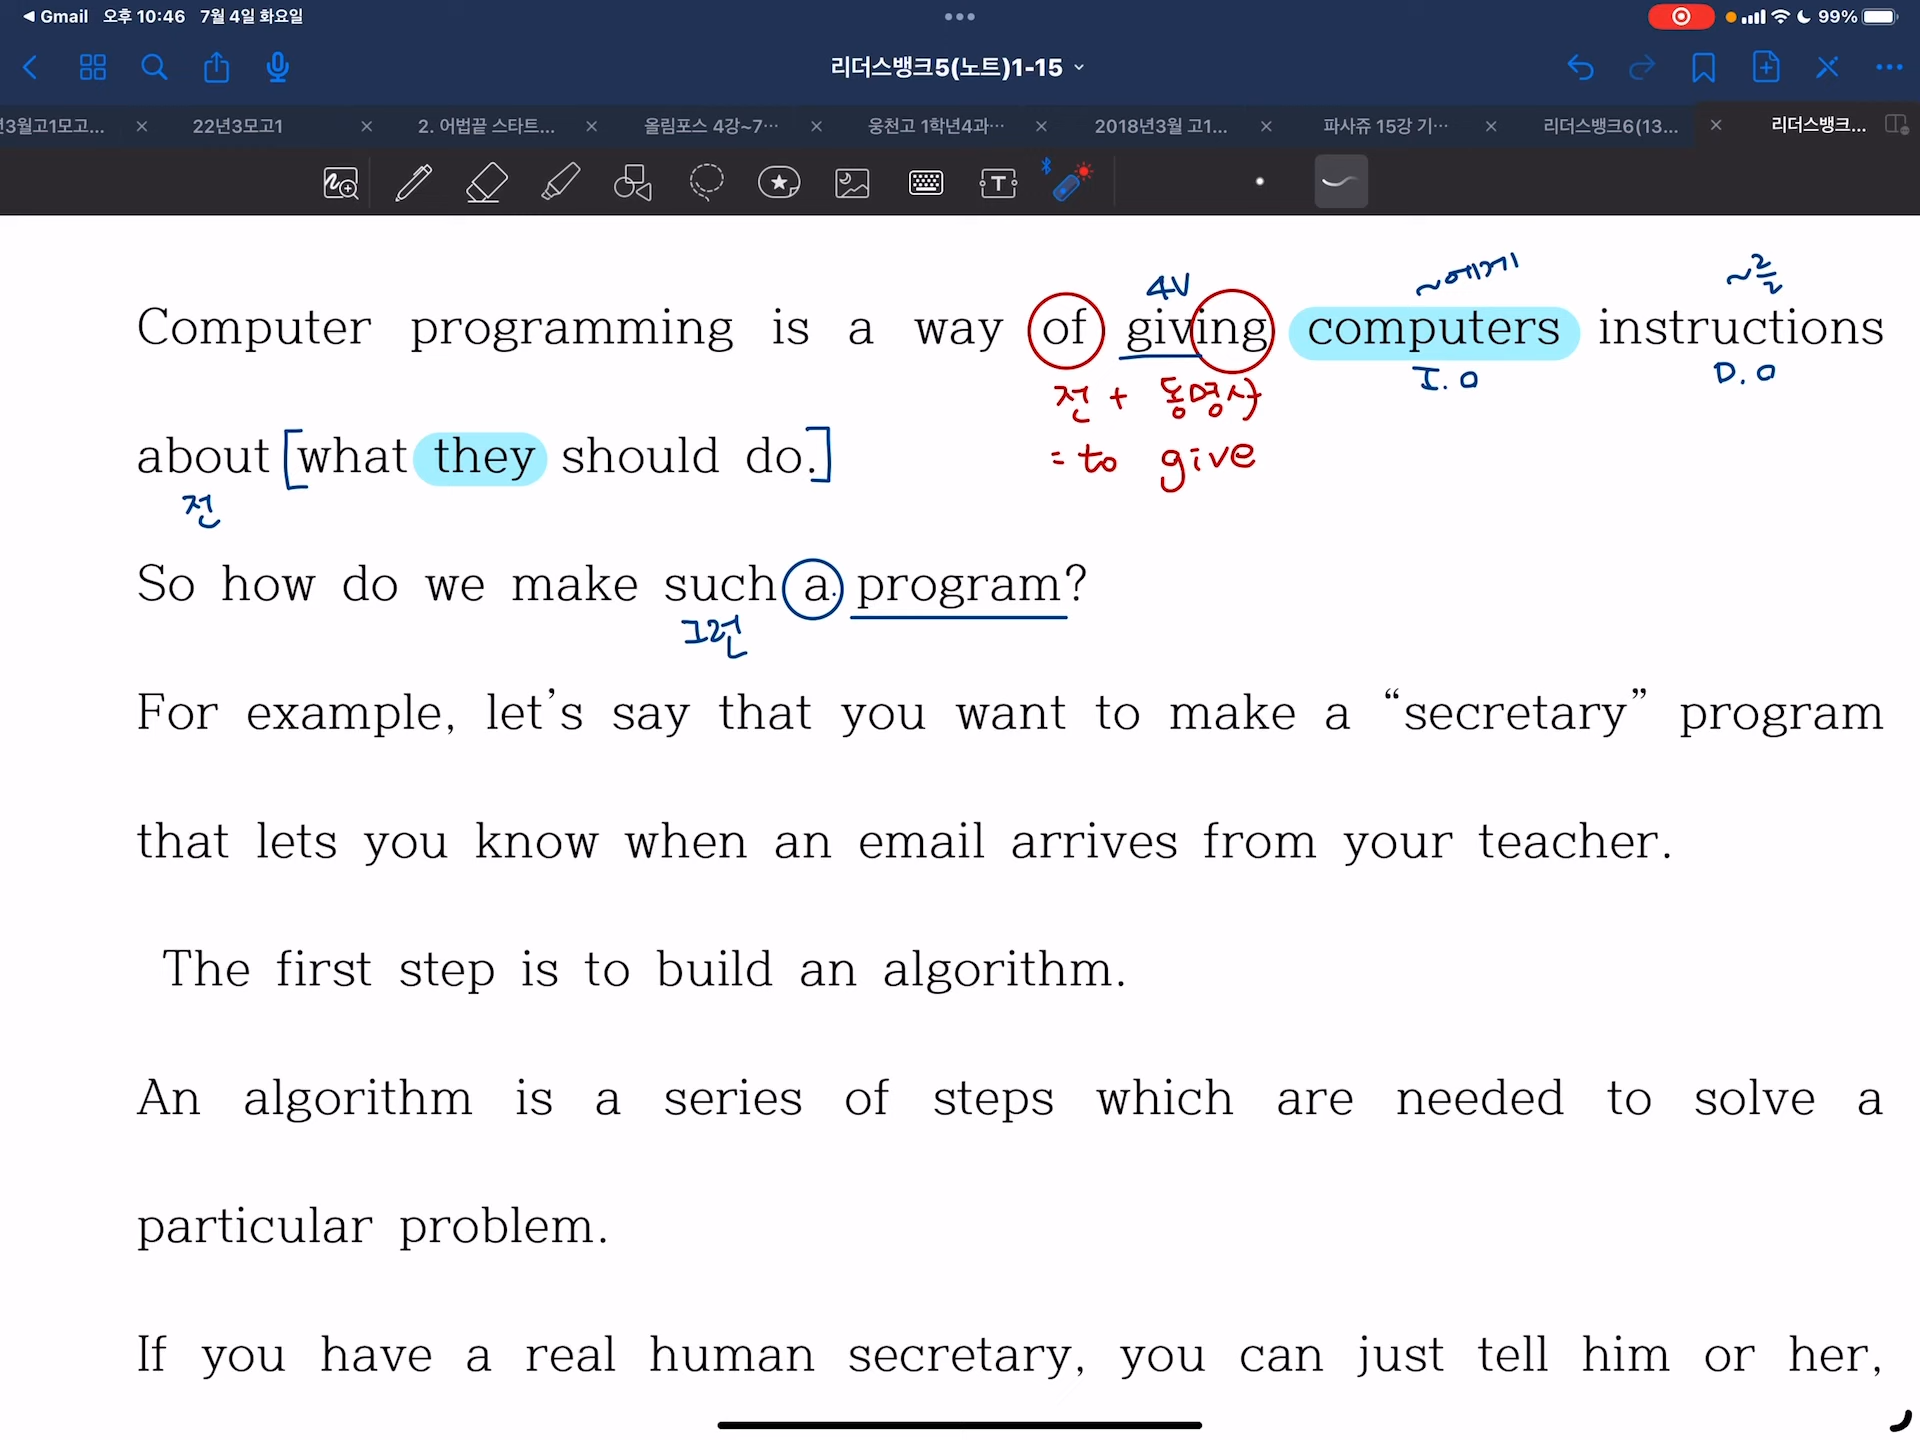 ◀ Gmail 오후 10:46 7월 4일 화요일 99%
리더스뱅크5(노트)1-15
년3월고1모고... 22년3모고1 2. 어법끝 스타트... 올림포스 4강~7… 웅천고 1학년4과… 2018년3월 고1... 파사쥬 15강 기… 리더스뱅크6(13... 리더스뱅크...
4V ~에게 ~을
Computer programming is a way of giving computers instructions
전 + 동명사 I.O D.O
about [what they should do.]
= to give
전
So how do we make such a program?
그런
For example, let’s say that you want to make a “secretary” program
that lets you know when an email arrives from your teacher.
The first step is to build an algorithm.
An algorithm is a series of steps which are needed to solve a
particular problem.
If you have a real human secretary, you can just tell him or her,